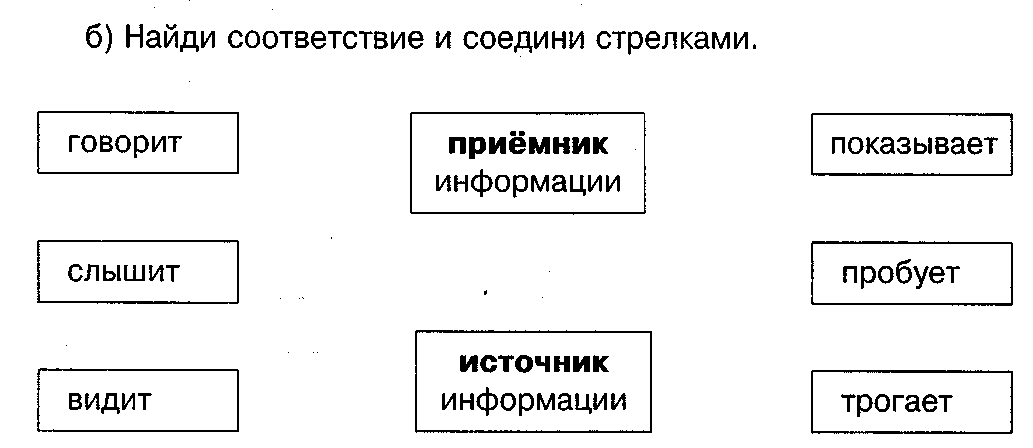 б) Найди соответствие и соедини стрелками.
говорит
приёмник
информации
показывает
слышит
пробует
видит
источник
информации
трогает